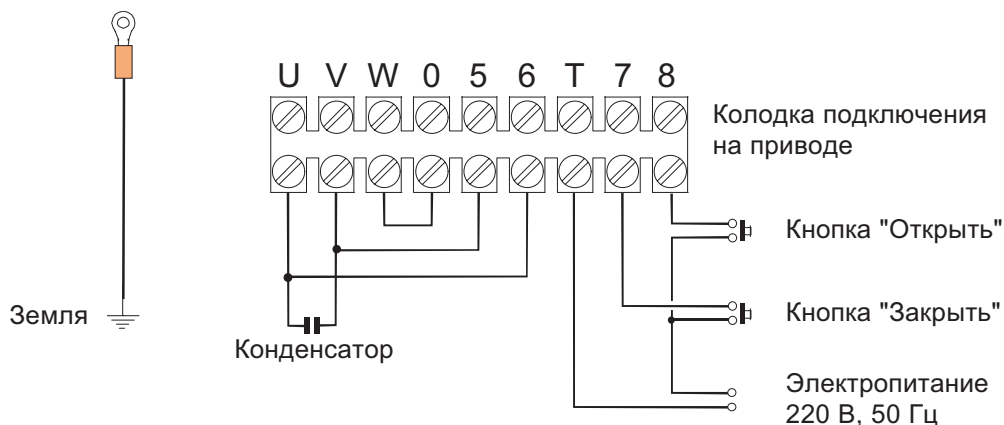 U V W 0 5 6 T 7 8
Колодка подключения
на приводе
Кнопка "Открыть"
Кнопка "Закрыть"
Земля
Конденсатор
Электропитание
220 В, 50 Гц